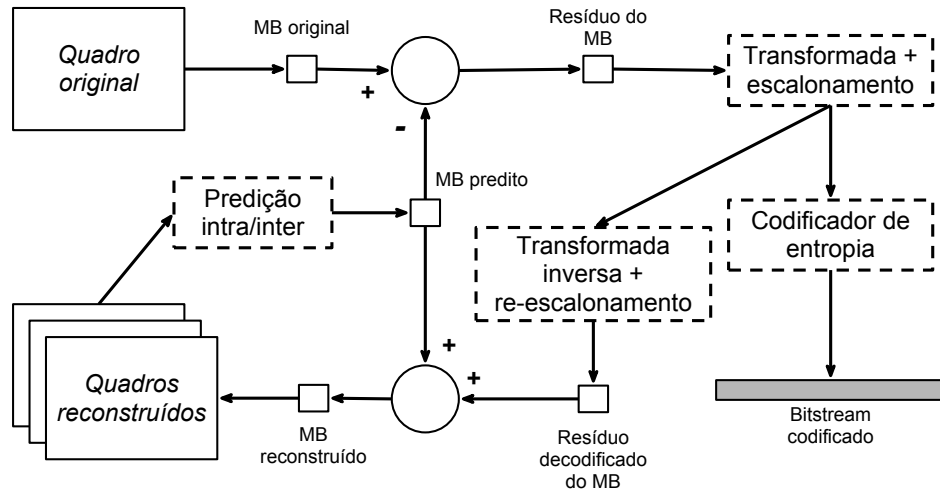 Quadro
original
MB original
+
-
Resíduo do
MB
Transformada +
escalonamento
Predição
intra/inter
MB predito
Transformada
inversa +
re-escalonamento
Codificador de
entropia
+
+
Quadros
reconstruídos
MB
reconstruído
Resíduo
decodificado
do MB
Bitstream
codificado